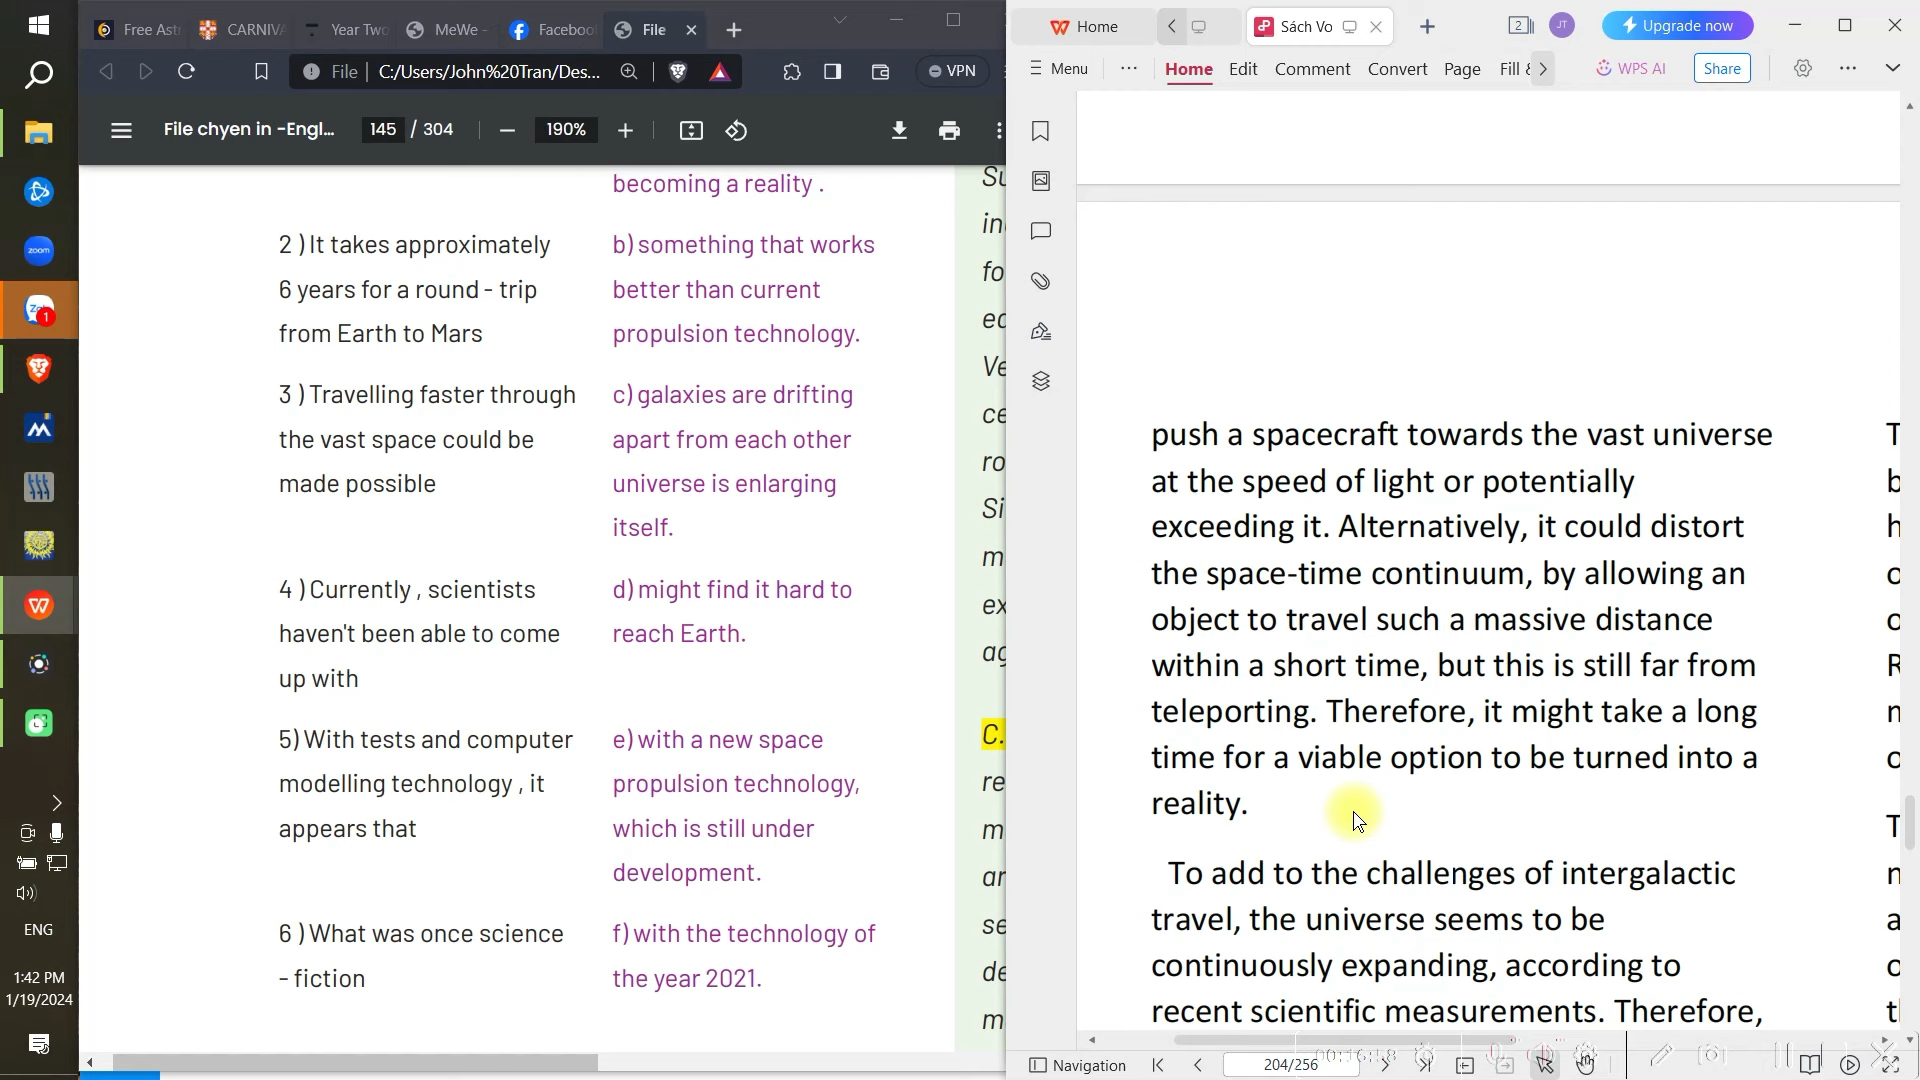 Free Ast
CARNIVA
Year Two
MeWe -
Facebook
File
File
C:/Users/John%20Tran/Des...
VPN
File chyen in -Engl...
145 / 304
190%
becoming a reality .
2 ) It takes approximately
6 years for a round - trip
from Earth to Mars
b) something that works
better than current
propulsion technology.
3 ) Travelling faster through
the vast space could be
made possible
c) galaxies are drifting
apart from each other
universe is enlarging
itself.
4 ) Currently , scientists
haven't been able to come
up with
d) might find it hard to
reach Earth.
5) With tests and computer
modelling technology , it
appears that
e) with a new space
propulsion technology,
which is still under
development.
6 ) What was once science
- fiction
f) with the technology of
the year 2021.
C.
Home
Sách Vo
2
JT
Upgrade now
Menu
Home
Edit
Comment
Convert
Page
Fill &
WPS AI
Share
push a spacecraft towards the vast universe
at the speed of light or potentially
exceeding it. Alternatively, it could distort
the space-time continuum, by allowing an
object to travel such a massive distance
within a short time, but this is still far from
teleporting. Therefore, it might take a long
time for a viable option to be turned into a
reality.
To add to the challenges of intergalactic
travel, the universe seems to be
continuously expanding, according to
recent scientific measurements. Therefore,
Navigation
204/256
zoom
1
ENG
1:42 PM
1/19/2024